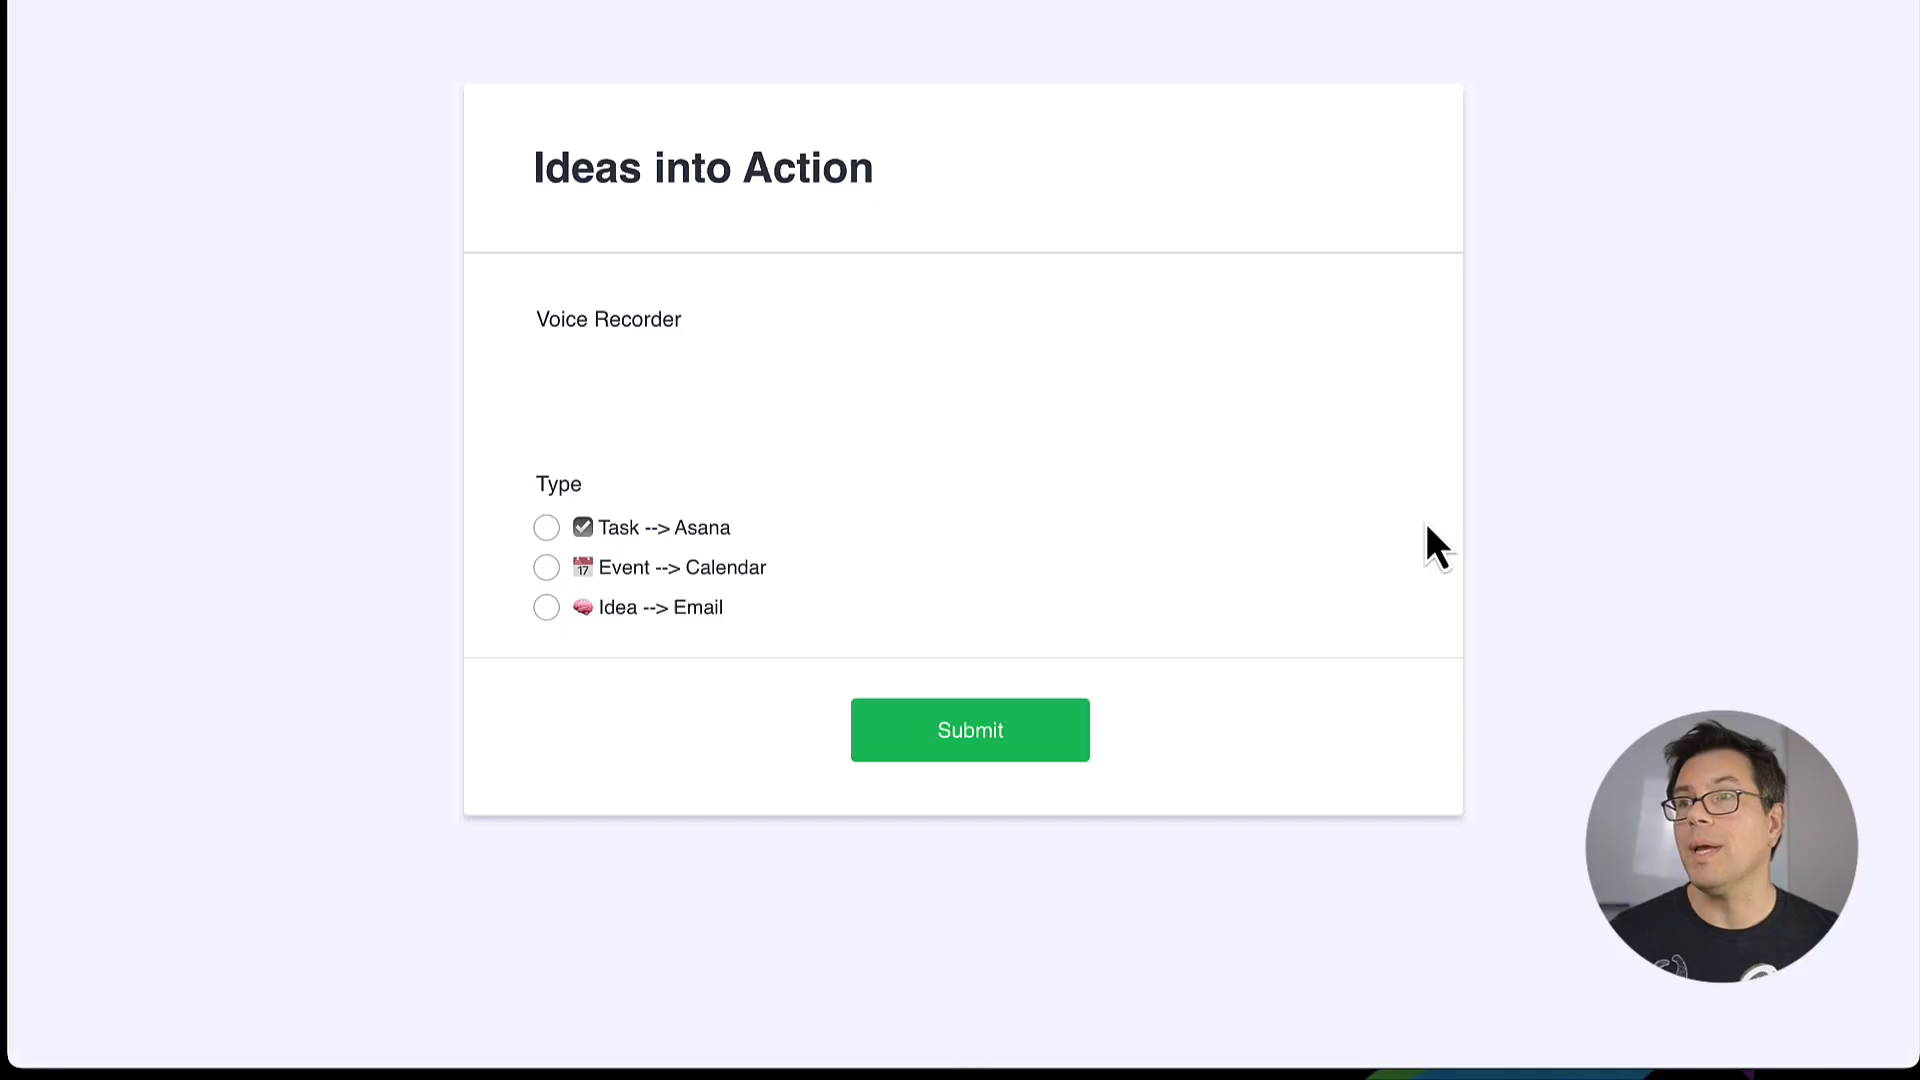 Ideas into Action
Voice Recorder
Type
☑️ Task --> Asana
📅 Event --> Calendar
🧠 Idea --> Email
Submit